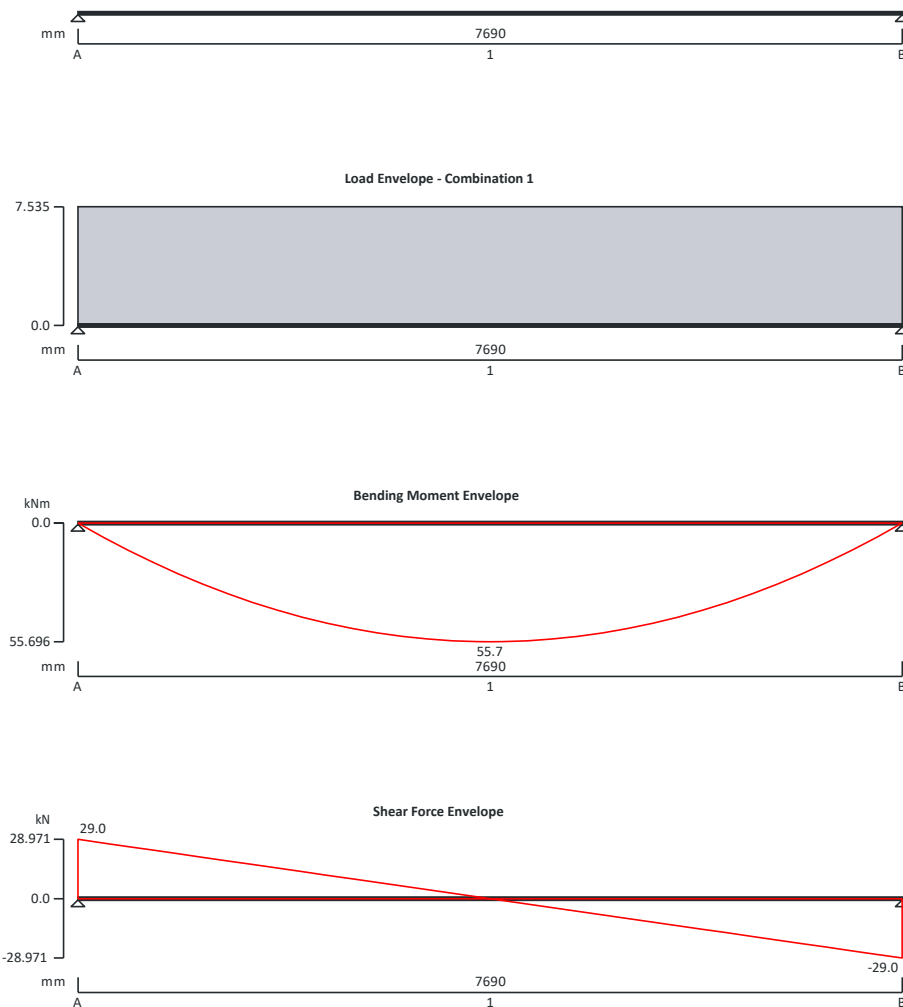 mm
7690
A 1 B
Load Envelope - Combination 1
7.535
0.0
mm
7690
A 1 B
Bending Moment Envelope
kNm
0.0
55.696
55.7
mm
7690
A 1 B
Shear Force Envelope
kN
29.0
28.971
0.0
-28.971
-29.0
mm
7690
A 1 B